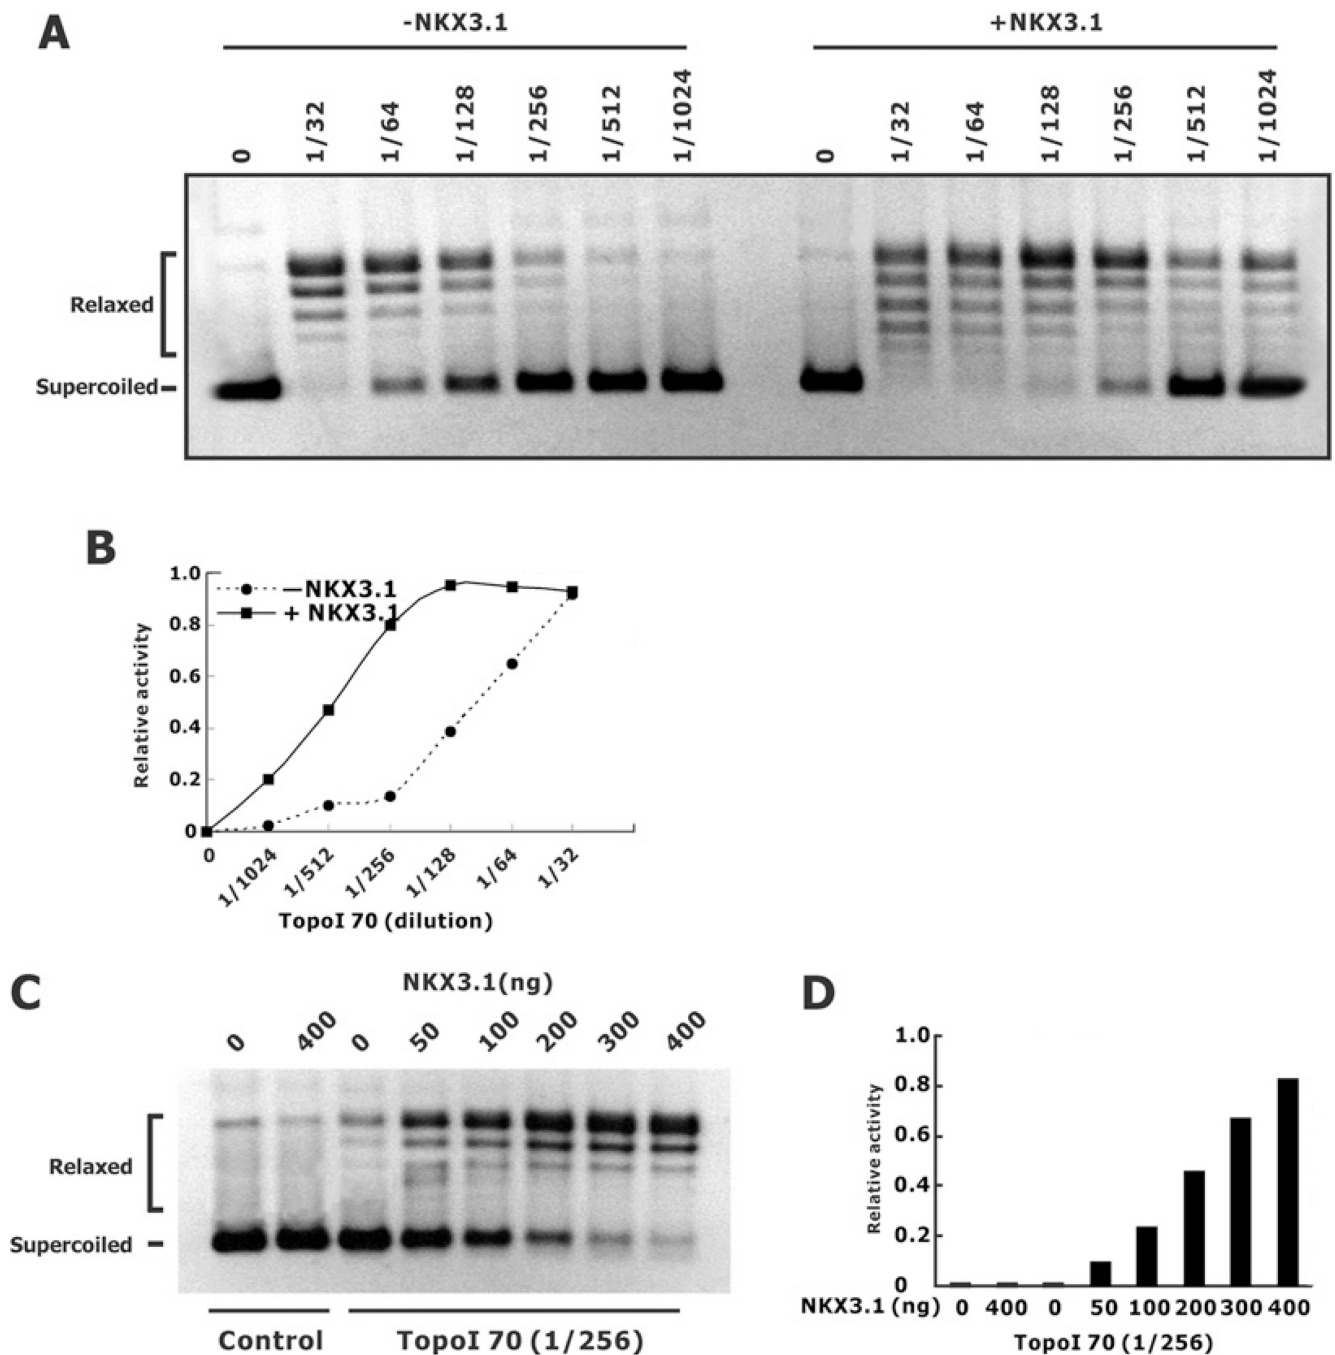 A
-NKX3.1 +NKX3.1
0 1/32 1/64 1/128 1/256 1/512 1/1024 0 1/32 1/64 1/128 1/256 1/512 1/1024
Relaxed
Supercoiled
B
1.0
0.8
0.6
0.4
0.2
0
Relative activity
NKX3.1
+ NKX3.1
0 1/1024 1/512 1/256 1/128 1/64 1/32
TopoI 70 (dilution)
C
NKX3.1(ng)
0 400 0 50 100 200 300 400
Relaxed
Supercoiled
Control TopoI 70 (1/256)
D
1.0
0.8
0.6
0.4
0.2
0
Relative activity
NKX3.1 (ng) 0 400 0 50 100 200 300 400
TopoI 70 (1/256)